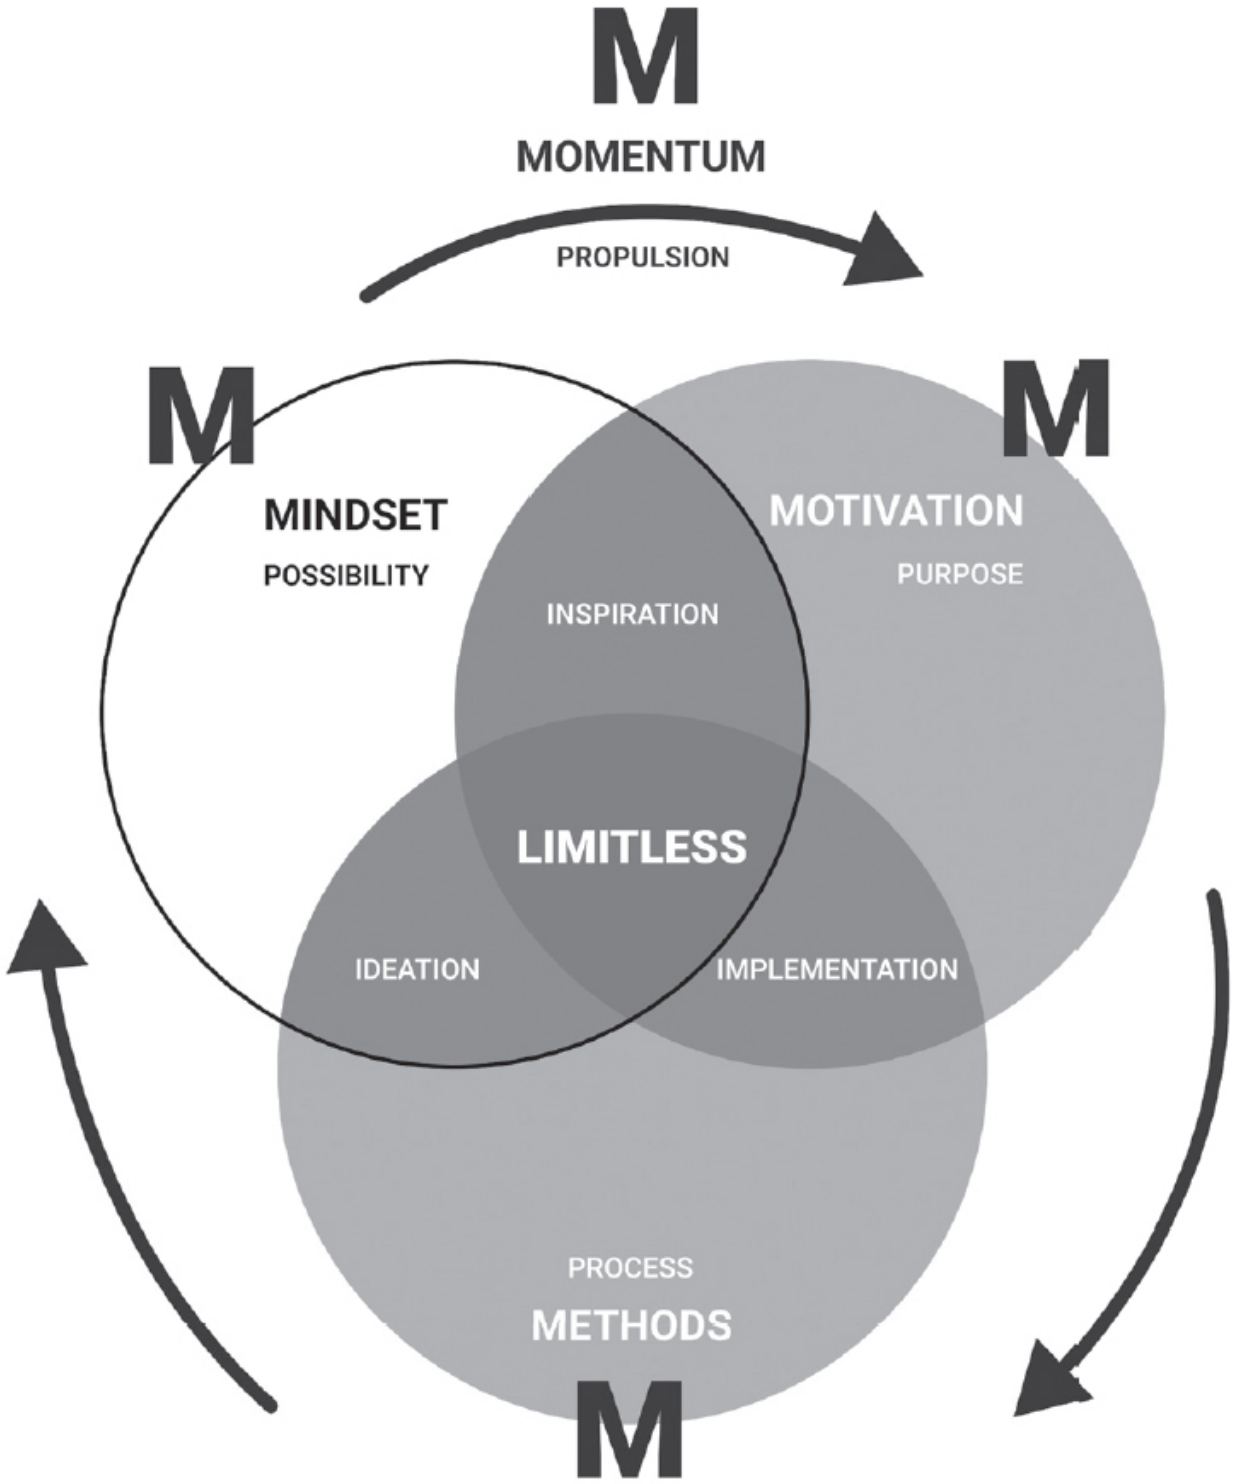 M
MOMENTUM
PROPULSION
M
M
MINDSET
POSSIBILITY
MOTIVATION
PURPOSE
INSPIRATION
LIMITLESS
IDEATION
IMPLEMENTATION
PROCESS
METHODS
M